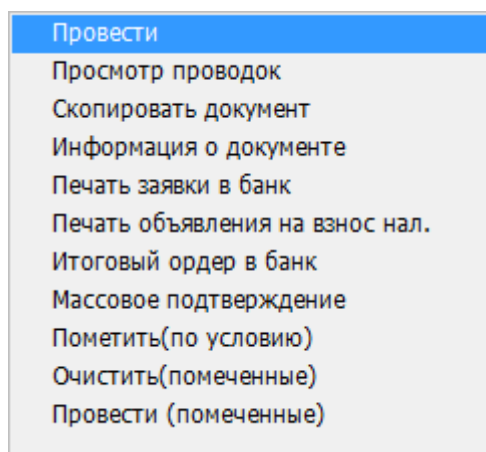 Провести
Просмотр проводок
Скопировать документ
Информация о документе
Печать заявки в банк
Печать объявления на взнос нал.
Итоговый ордер в банк
Массовое подтверждение
Пометить(по условию)
Очистить(помеченные)
Провести (помеченные)